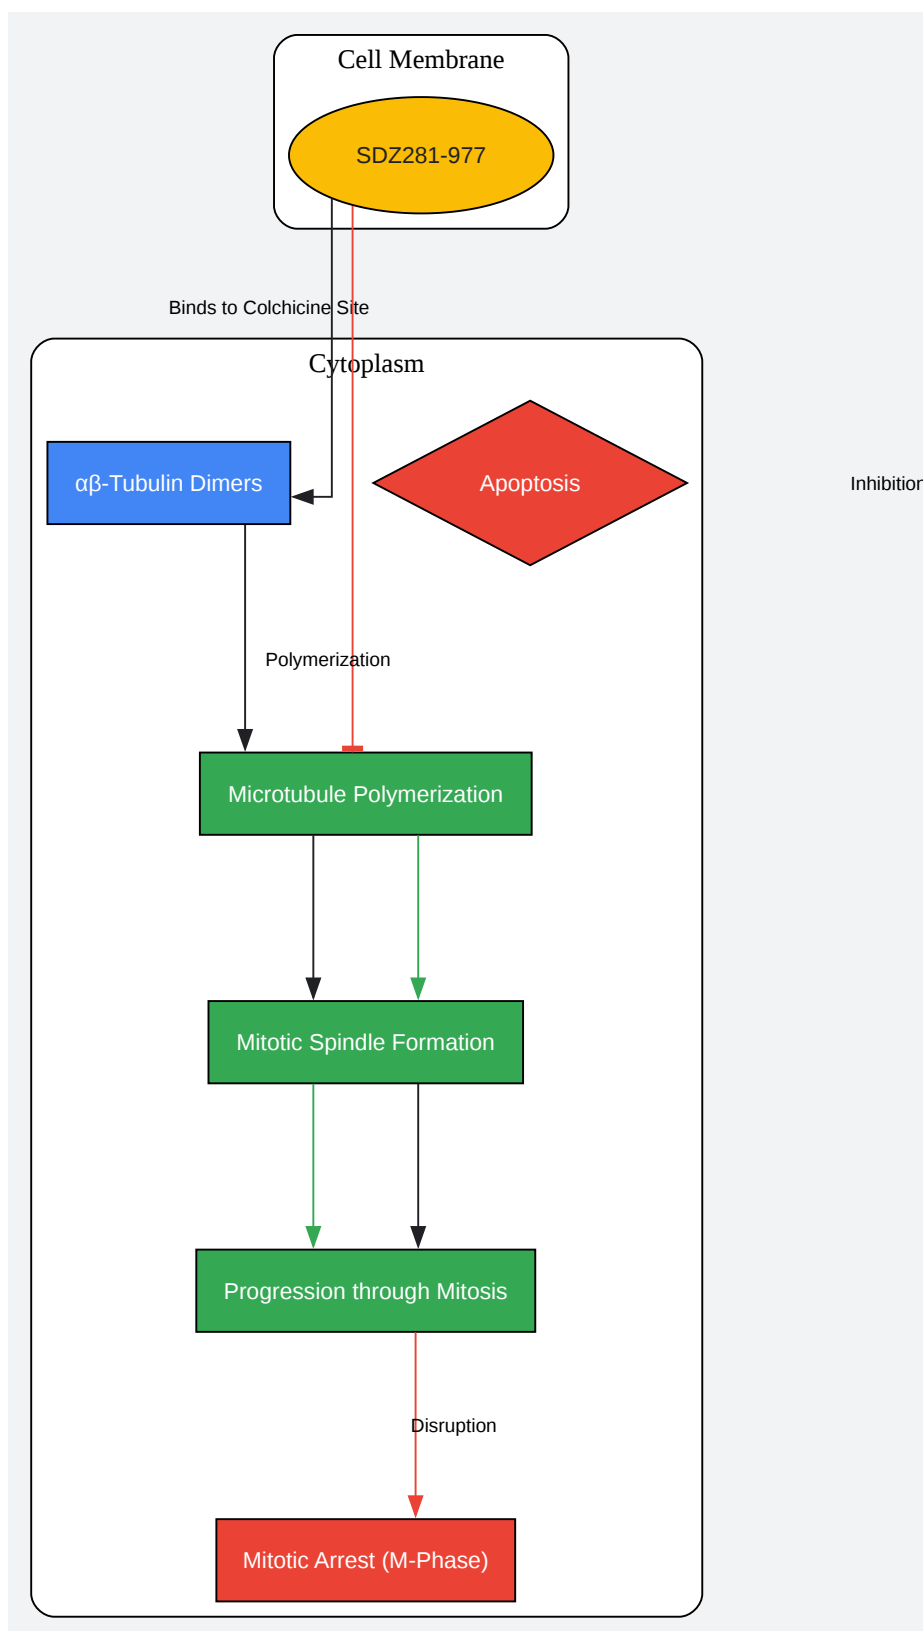 Cell Membrane
SDZ281-977
Binds to Colchicine Site
Cytoplasm
αβ-Tubulin Dimers
Apoptosis
Inhibition
Polymerization
Microtubule Polymerization
Mitotic Spindle Formation
Progression through Mitosis
Disruption
Mitotic Arrest (M-Phase)